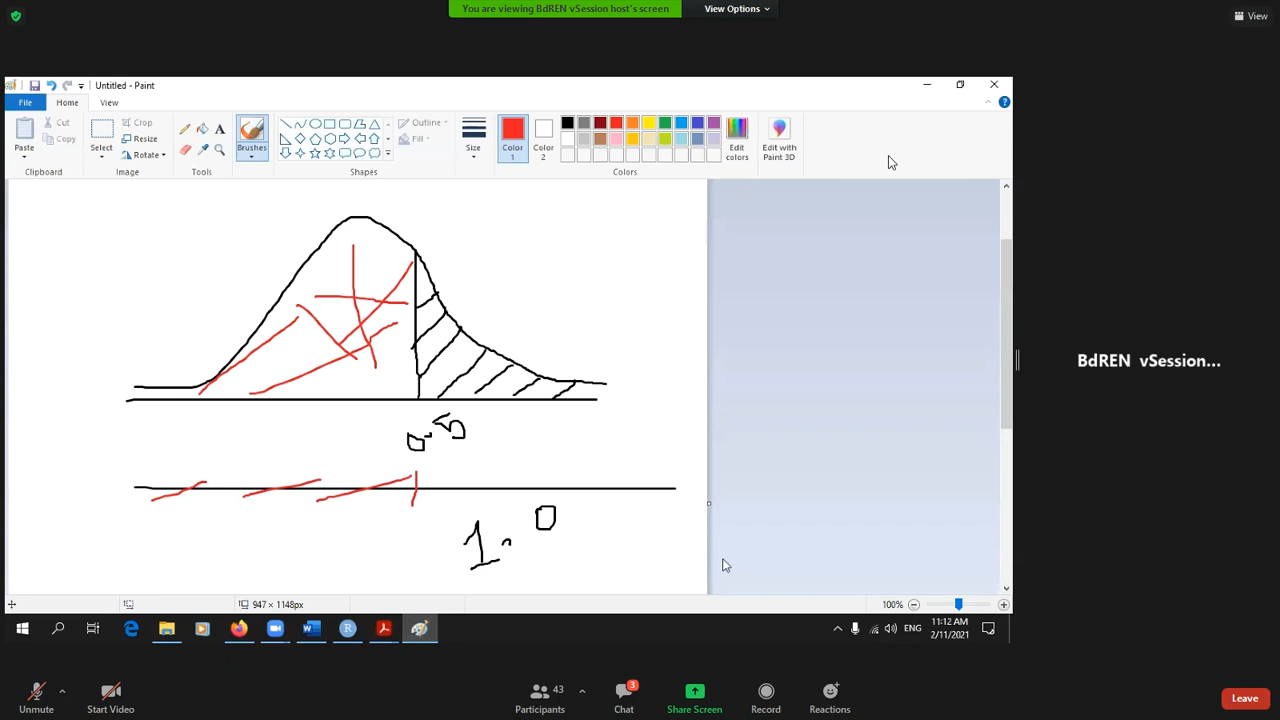 You are viewing BdREN vSession host's screen
View Options
View
Untitled - Paint
File
Home
View
Paste
Cut
Copy
Clipboard
Select
Crop
Resize
Rotate
Image
Tools
Brushes
Shapes
Outline
Fill
Size
Color 1
Color 2
Edit colors
Colors
Edit with Paint 3D
BdREN vSession...
1. 0
947 × 1148px
100%
ENG
11:12 AM
2/11/2021
Unmute
Start Video
43
Participants
3
Chat
Share Screen
Record
Reactions
Leave